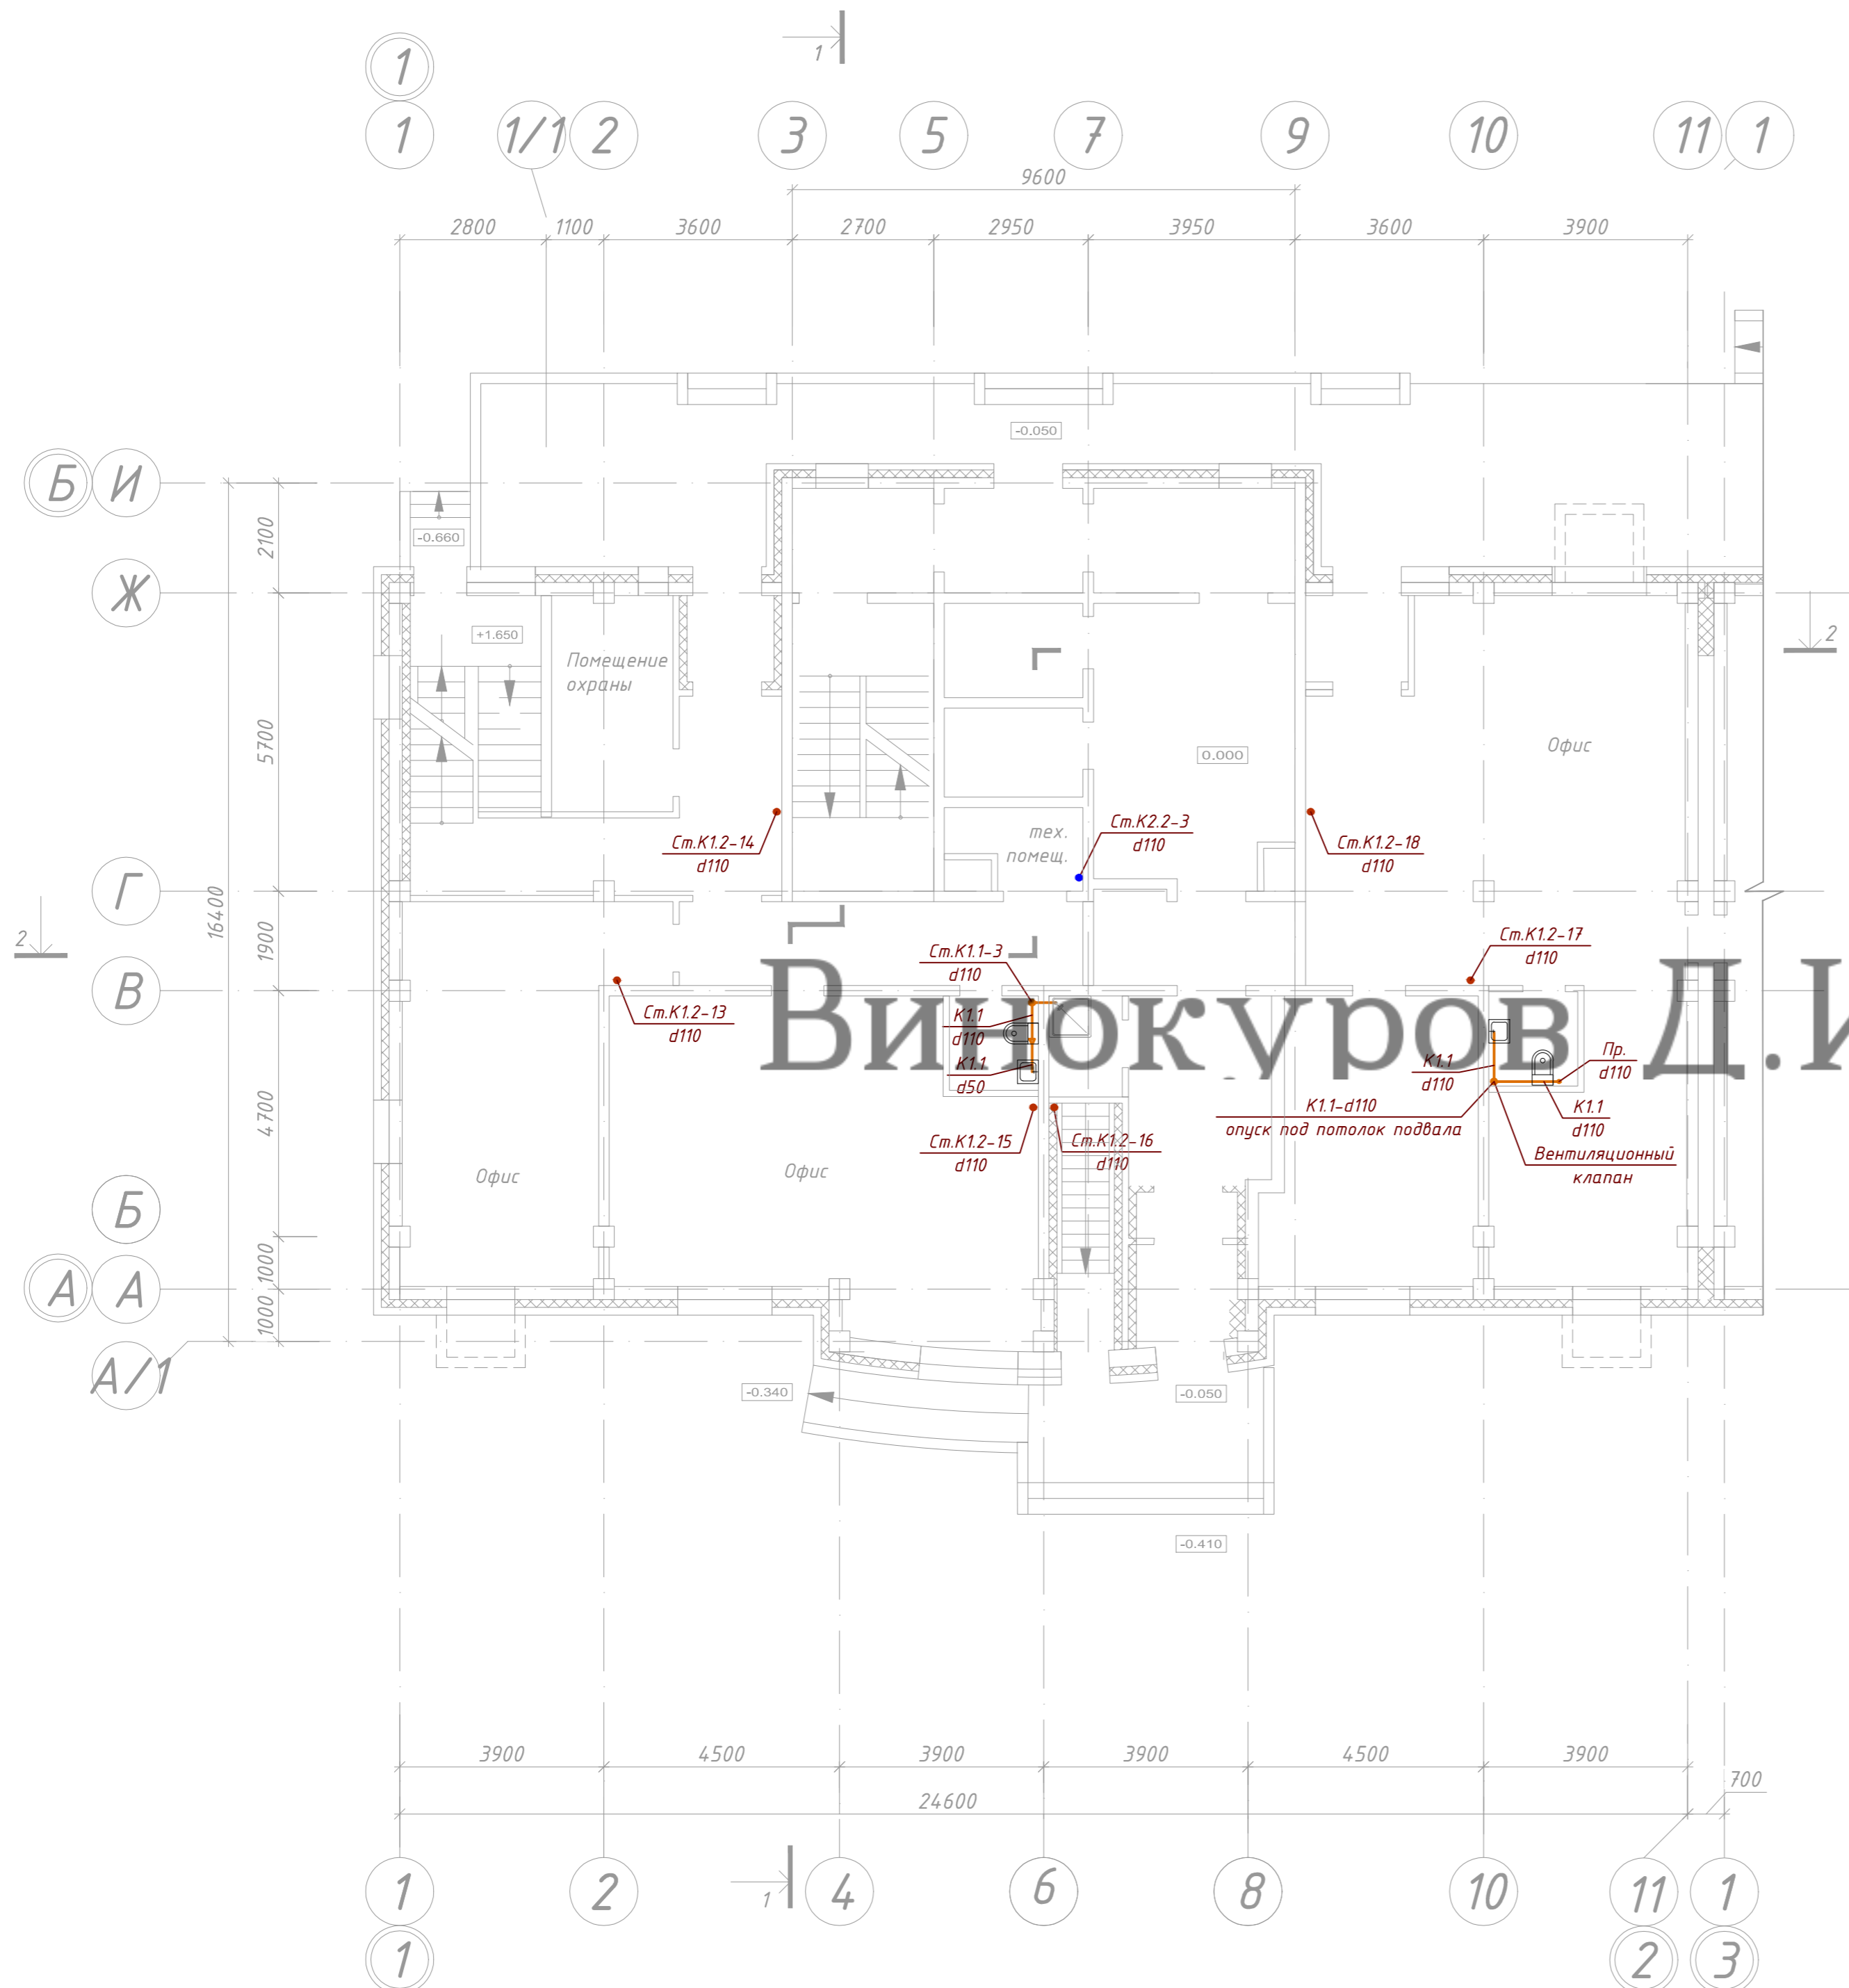 1
1
1
1/1
2
3
5
7
9
10
11
1
9600
2800
1100
3600
2700
2950
3950
3600
3900
-0.050
Б
И
-0.660
2100
Ж
+1.650
Помещение
охраны
2
5700
Офис
0.000
Ст.К2.2-3
d110
Ст.К1.2-14
d110
тех.
помещ.
Ст.К1.2-18
d110
Г
16400
2
1900
Ст.К1.1-3
d110
Ст.К1.2-17
d110
В
Ст.К1.2-13
d110
Винокуров Д.И
К1.1
d110
К1.1
d50
К1.1
d110
Пр.
d110
К1.1
d110
К1.1-d110
опуск под потолок подвала
4700
Ст.К1.2-15
d110
Ст.К1.2-16
d110
Вентиляционный
клапан
Офис
Офис
Б
1000
А
А
1000
А/1
-0.340
-0.050
-0.410
3900
4500
3900
3900
4500
3900
700
24600
1
1
2
4
6
8
10
11
1
1
2
3